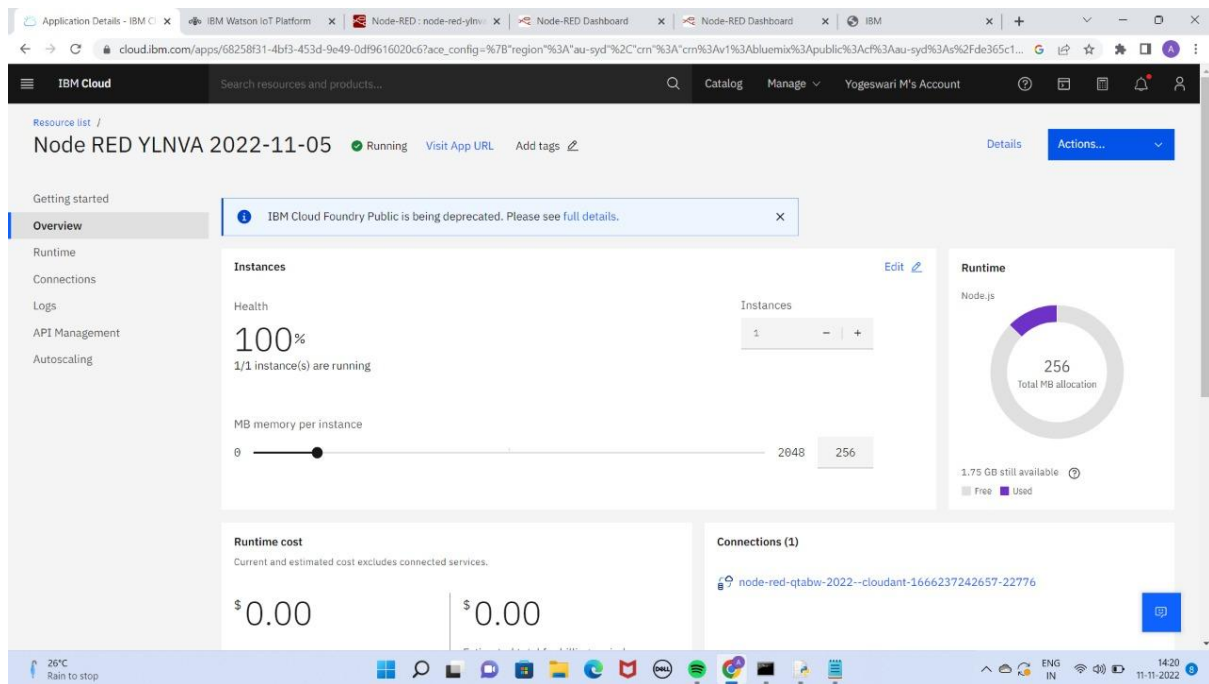 Application Details - IBM Cl
IBM Watson IoT Platform
Node-RED : node-red-ylnv
Node-RED Dashboard
Node-RED Dashboard
IBM
cloud.ibm.com/apps/68258f31-4bf3-453d-9e49-0df9616020c6?ace_config=%7B"region"%3A"au-syd"%2C"crn"%3A"crn%3Av1%3Abluemix%3Apublic%3Acf%3Aau-syd%3As%2Fde365c1...
IBM Cloud
Search resources and products...
Catalog
Manage
Yogeswari M's Account
Resource list /
Node RED YLNVA 2022-11-05
Running
Visit App URL
Add tags
Details
Actions...
Getting started
Overview
Runtime
Connections
Logs
API Management
Autoscaling
IBM Cloud Foundry Public is being deprecated. Please see full details.
Instances
Edit
Health
100%
1/1 instance(s) are running
Instances
1
MB memory per instance
0
2048
256
Runtime
Node.js
256
Total MB allocation
1.75 GB still available
Free Used
Runtime cost
Current and estimated cost excludes connected services.
$0.00
$0.00
Connections (1)
node-red-qtabw-2022--cloudant-1666237242657-22776
26°C
Rain to stop
DELL
ENG
IN
14:20
11-11-2022
8